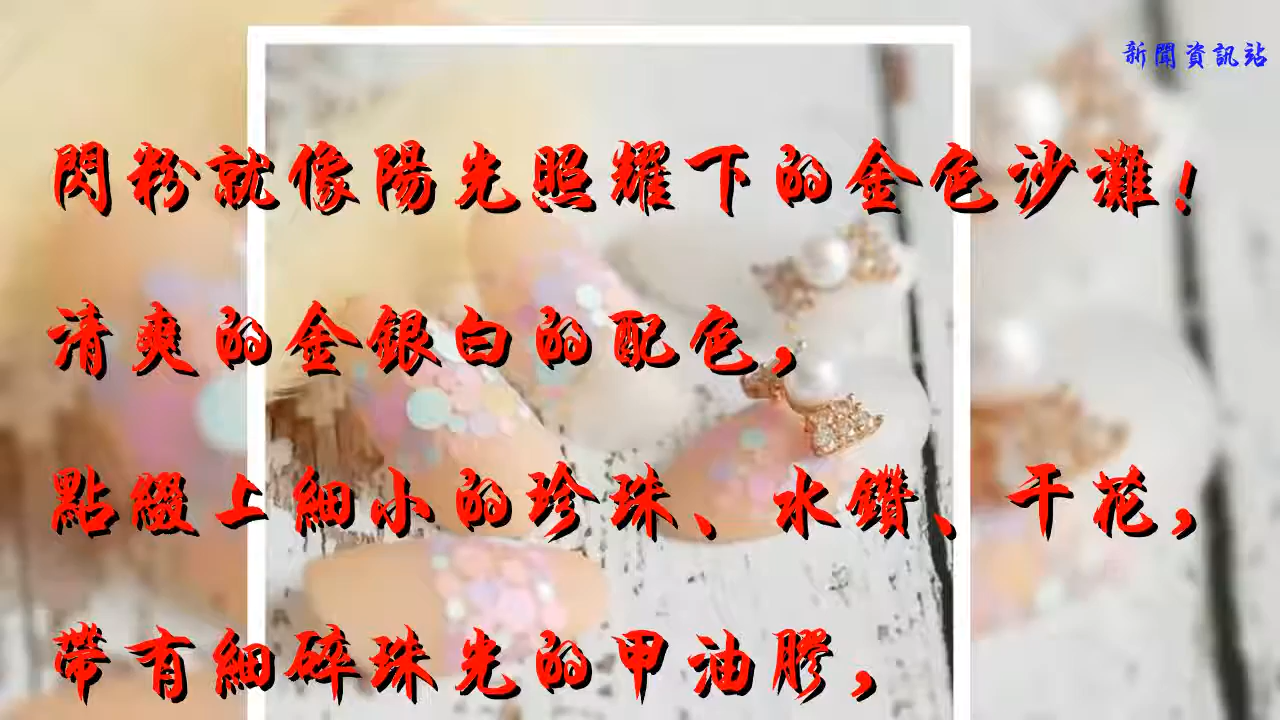 新聞資訊站
閃粉就像陽光照耀下的金色沙灘！
清爽的金銀白的配色，
點綴上細小的珍珠、水鑽、干花，
帶有細碎珠光的甲油膠，